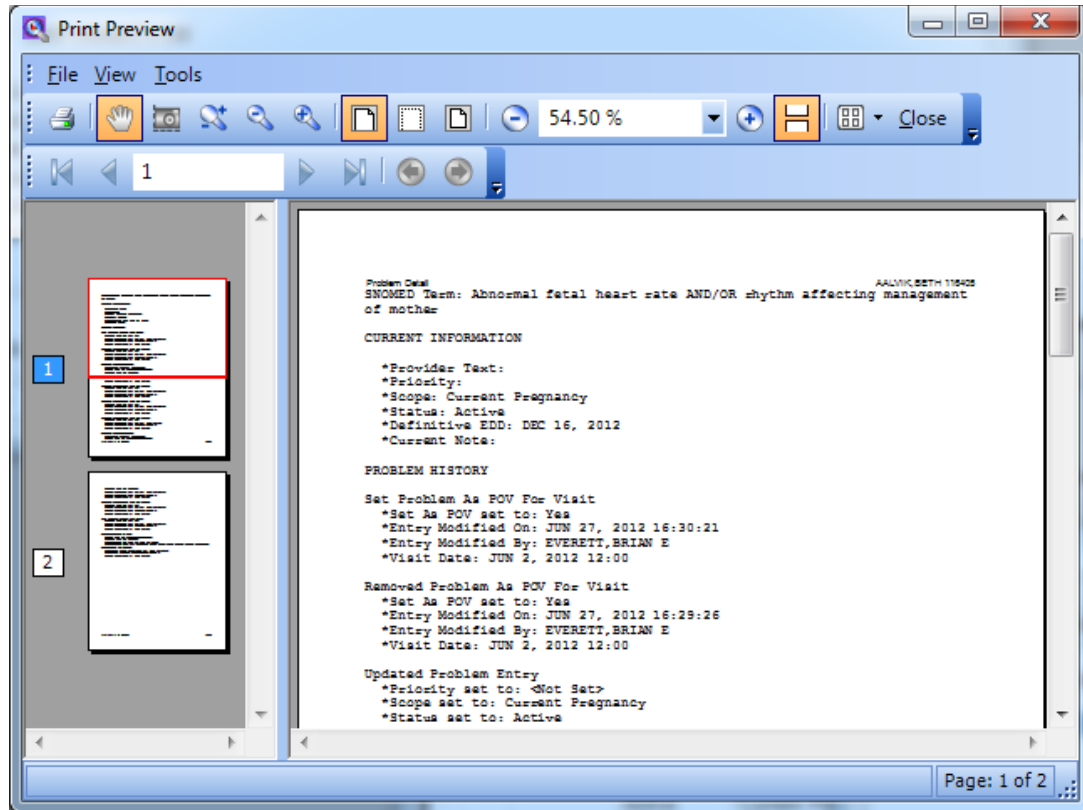 Print Preview
File View Tools
54.50 % Close
1
1
2
Problem Detail AALVIK,BETH 116408
SNOMED Term: Abnormal fetal heart rate AND/OR rhythm affecting management
of mother
CURRENT INFORMATION
*Provider Text:
*Priority:
*Scope: Current Pregnancy
*Status: Active
*Definitive EDD: DEC 16, 2012
*Current Note:
PROBLEM HISTORY
Set Problem As POV For Visit
*Set As POV set to: Yes
*Entry Modified On: JUN 27, 2012 16:30:21
*Entry Modified By: EVERETT,BRIAN E
*Visit Date: JUN 2, 2012 12:00
Removed Problem As POV For Visit
*Set As POV set to: Yes
*Entry Modified On: JUN 27, 2012 16:29:26
*Entry Modified By: EVERETT,BRIAN E
*Visit Date: JUN 2, 2012 12:00
Updated Problem Entry
*Priority set to: <Not Set>
*Scope set to: Current Pregnancy
*Status set to: Active
Page: 1 of 2